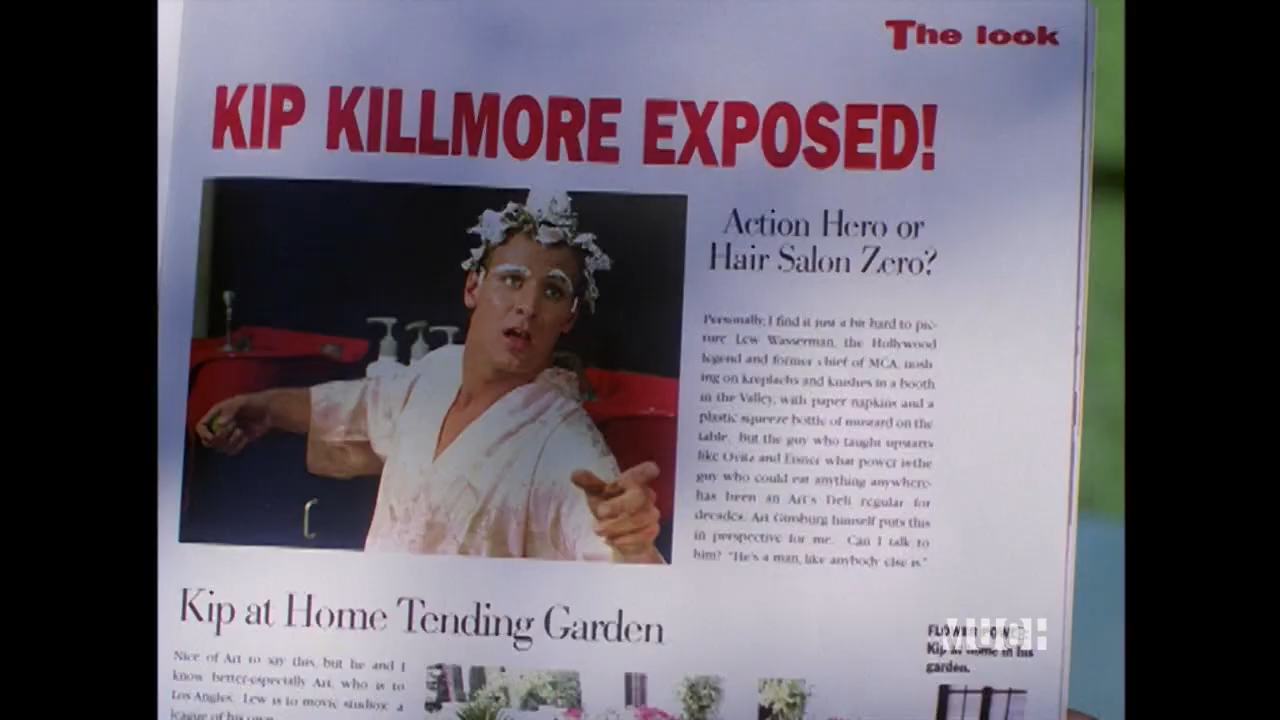 The look
KIP KILLMORE EXPOSED!
Action Hero or
Hair Salon Zero?
Personally, I find it just a bit hard to pic-
ture Lew Wasserman, the Hollywood
legend and former chief of MCA, nosh
ing on kreplachs and knishes in a booth
in the Valley, with paper napkins and a
plastic squeeze bottle of mustard on the
table. But the guy who taught upstarts
like Ovitz and Eisner what power is-the
guy who could eat anything anywhere-
has been an Art's Deli regular for
decades. Art Ginsburg himself puts this
in perspective for me. Can I talk to
him? "He's a man, like anybody else is."
Kip at Home Tending Garden
Nice of Art to say this, but he and I
know better-especially Art, who is to
Los Angles. Lew is to movie studios: a
league of his own
FLOWER POWER:
Kip at home in his
garden.
MUCH